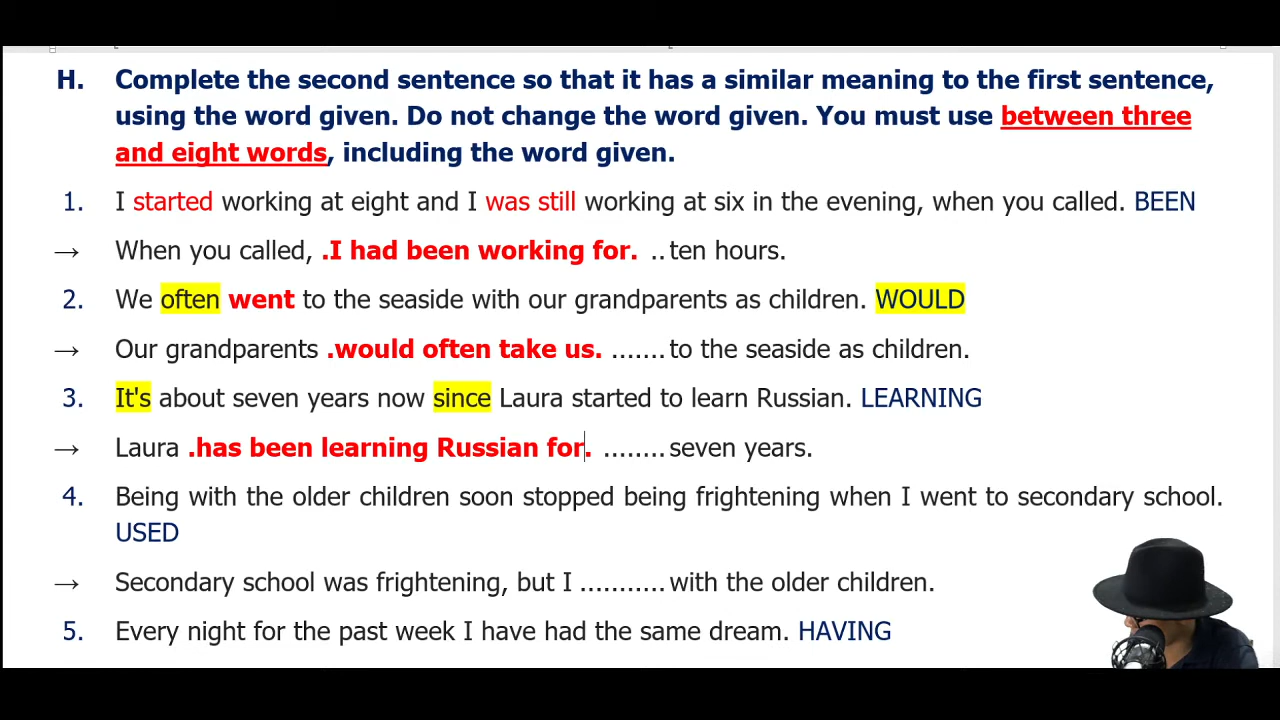 H. Complete the second sentence so that it has a similar meaning to the first sentence,
using the word given. Do not change the word given. You must use between three
and eight words, including the word given.
1. I started working at eight and I was still working at six in the evening, when you called. BEEN
→ When you called, .I had been working for. ..ten hours.
2. We often went to the seaside with our grandparents as children. WOULD
→ Our grandparents .would often take us. .......to the seaside as children.
3. It's about seven years now since Laura started to learn Russian. LEARNING
→ Laura .has been learning Russian for. ........seven years.
4. Being with the older children soon stopped being frightening when I went to secondary school.
USED
→ Secondary school was frightening, but I ...........with the older children.
5. Every night for the past week I have had the same dream. HAVING